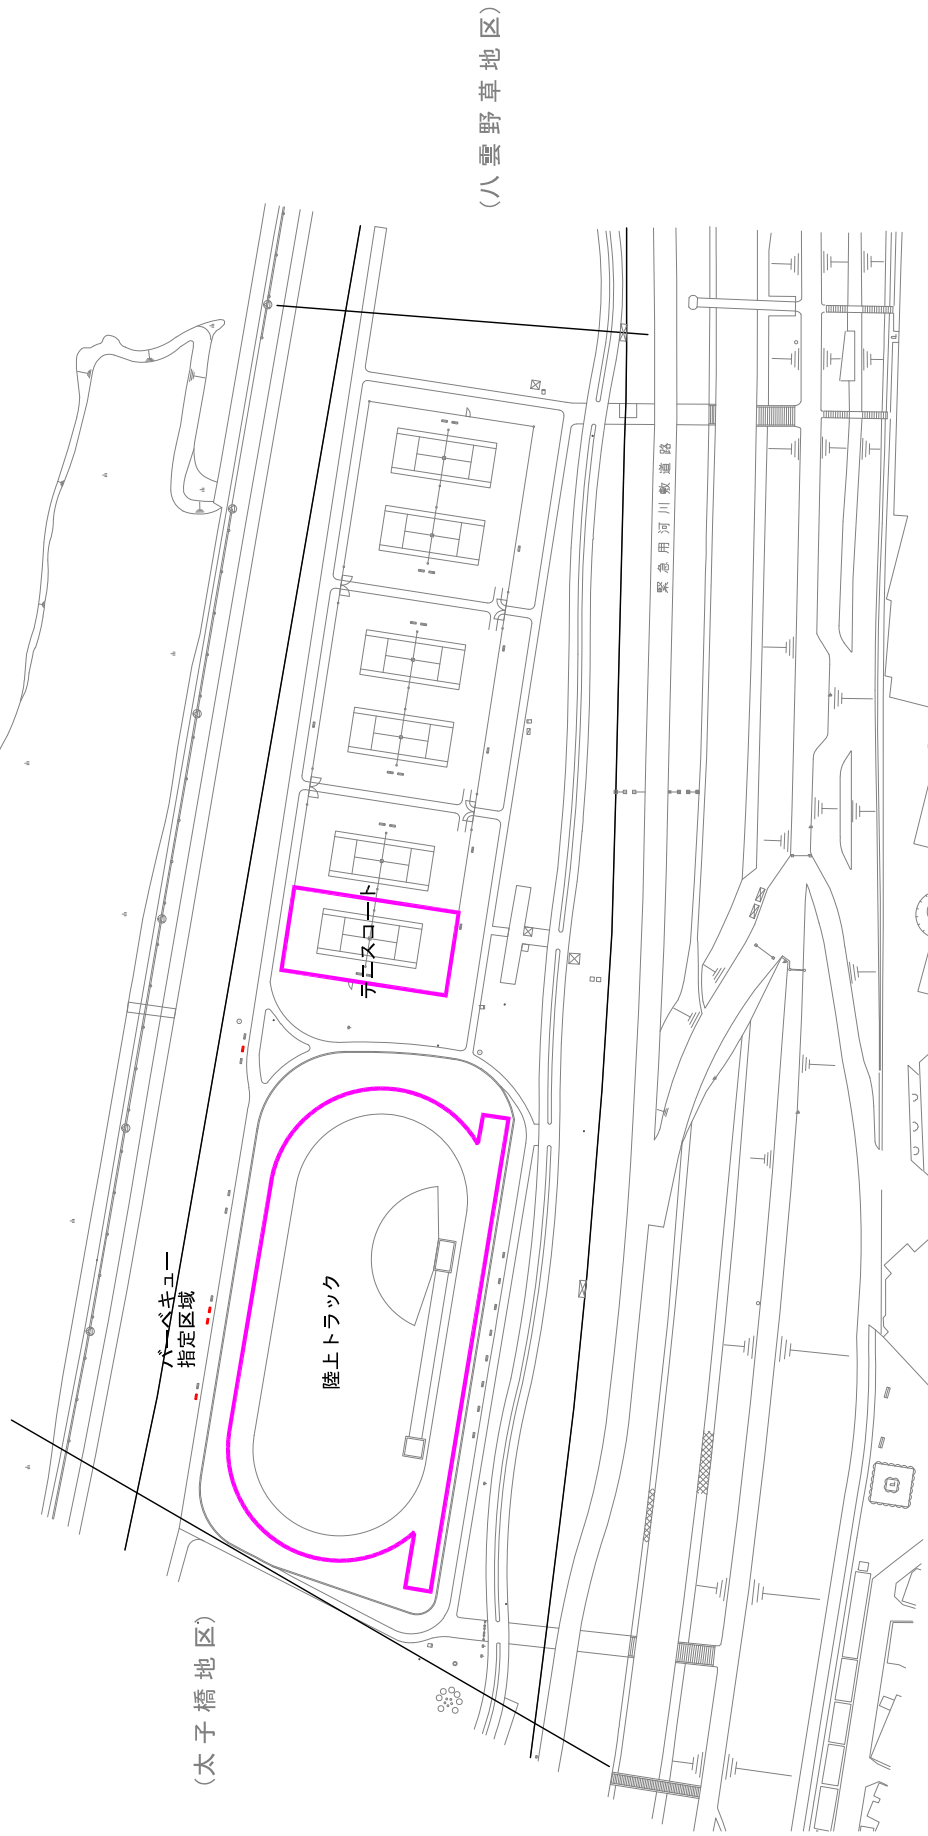 (八雲野草地区)
緊急用河川敷道路
テニスコート
バーベキュー
指定区域
陸上トラック
(太子橋地区)